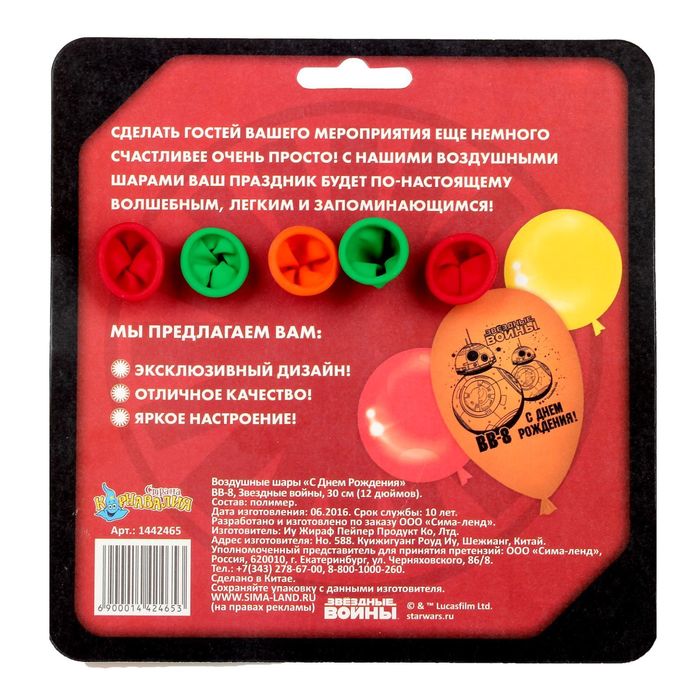 СДЕЛАТЬ ГОСТЕЙ ВАШЕГО МЕРОПРИЯТИЯ ЕЩЕ НЕМНОГО
СЧАСТЛИВЕЕ ОЧЕНЬ ПРОСТО! С НАШИМИ ВОЗДУШНЫМИ
ШАРАМИ ВАШ ПРАЗДНИК БУДЕТ ПО-НАСТОЯЩЕМУ
ВОЛШЕБНЫМ, ЛЕГКИМ И ЗАПОМИНАЮЩИМСЯ!
МЫ ПРЕДЛАГАЕМ ВАМ:
ЭКСКЛЮЗИВНЫЙ ДИЗАЙН!
ОТЛИЧНОЕ КАЧЕСТВО!
ЯРКОЕ НАСТРОЕНИЕ!
ЗВЕЗДНЫЕ
ВОЙНЫ
BB-8
С ДНЕМ
РОЖДЕНИЯ!
Страна
КАРНАВАЛИЯ
Арт.: 1442465
6 900014 424653
Воздушные шары «С Днем Рождения»
BB-8, Звездные войны, 30 см (12 дюймов).
Состав: полимер.
Дата изготовления: 06.2016. Срок службы: 10 лет.
Разработано и изготовлено по заказу ООО «Сима-ленд».
Изготовитель: Иу Жираф Пейпер Продукт Ко, Лтд.
Адрес изготовителя: Но. 588, Куижигуанг Роуд Иу, Шежианг, Китай.
Уполномоченный представитель для принятия претензий: ООО «Сима-ленд»,
Россия, 620010, г. Екатеринбург, ул. Черняховского, 86/8.
Тел.: +7(343) 278-67-00, 8-800-1000-260.
Сделано в Китае.
Сохраняйте упаковку с данными изготовителя.
WWW.SIMA-LAND.RU
(на правах рекламы)
ЗВЁЗДНЫЕ
ВОЙНЫ
© & ™ Lucasfilm Ltd.
starwars.ru